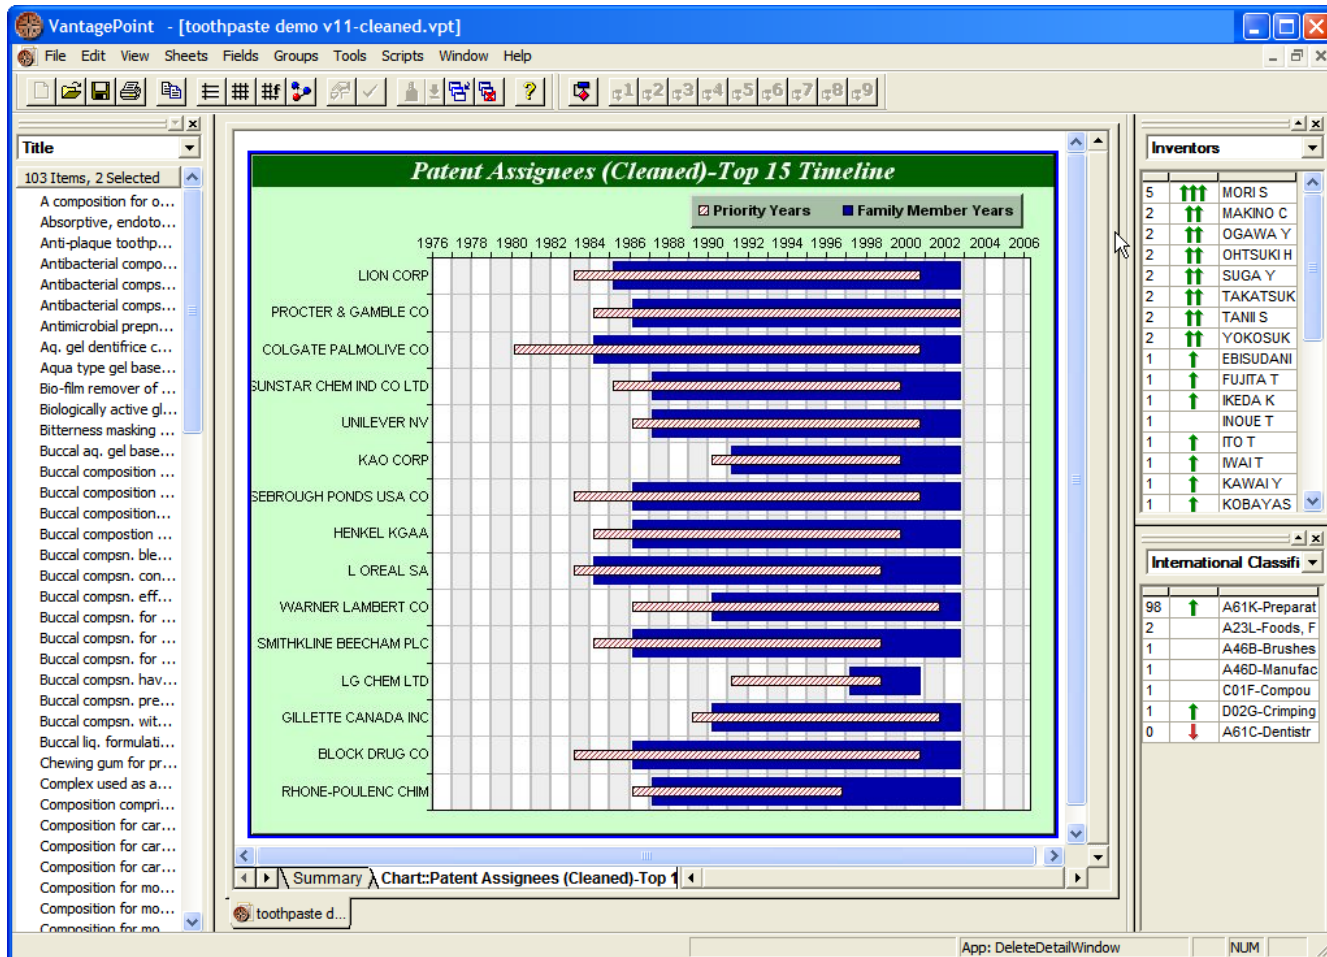 VantagePoint - [toothpaste demo v11-cleaned.vpt]
File Edit View Sheets Fields Groups Tools Scripts Window Help
#f ? 1 2 3 4 5 6 7 8 9
Title
103 Items, 2 Selected
A composition for o...
Absorptive, endoto...
Anti-plaque toothp...
Antibacterial compo...
Antibacterial comps...
Antibacterial comps...
Antimicrobial prepn...
Aq. gel dentifrice c...
Aqua type gel base...
Bio-film remover of ...
Biologically active gl...
Bitterness masking ...
Buccal aq. gel base...
Buccal composition ...
Buccal composition ...
Buccal composition...
Buccal compostion ...
Buccal compsn. ble...
Buccal compsn. con...
Buccal compsn. eff...
Buccal compsn. for ...
Buccal compsn. for ...
Buccal compsn. for ...
Buccal compsn. hav...
Buccal compsn. pre...
Buccal compsn. wit...
Buccal liq. formulati...
Chewing gum for pr...
Complex used as a...
Composition compri...
Composition for car...
Composition for car...
Composition for car...
Composition for mo...
Composition for mo...
Composition for mo
Patent Assignees (Cleaned)-Top 15 Timeline
Priority Years Family Member Years
1976 1978 1980 1982 1984 1986 1988 1990 1992 1994 1996 1998 2000 2002 2004 2006
LION CORP
PROCTER & GAMBLE CO
COLGATE PALMOLIVE CO
SUNSTAR CHEM IND CO LTD
UNILEVER NV
KAO CORP
SEBROUGH PONDS USA CO
HENKEL KGAA
L OREAL SA
WARNER LAMBERT CO
SMITHKLINE BEECHAM PLC
LG CHEM LTD
GILLETTE CANADA INC
BLOCK DRUG CO
RHONE-POULENC CHIM
Summary Chart::Patent Assignees (Cleaned)-Top 1
toothpaste d...
Inventors
5 MORI S
2 MAKINO C
2 OGAWA Y
2 OHTSUKI H
2 SUGA Y
2 TAKATSUK
2 TANII S
2 YOKOSUK
1 EBISUDANI
1 FUJITA T
1 IKEDA K
1 INOUE T
1 ITO T
1 IWAI T
1 KAWAI Y
1 KOBAYAS
International Classifi
98 A61K-Preparat
2 A23L-Foods, F
1 A46B-Brushes
1 A46D-Manufac
1 C01F-Compou
1 D02G-Crimping
0 A61C-Dentistr
App: DeleteDetailWindow NUM